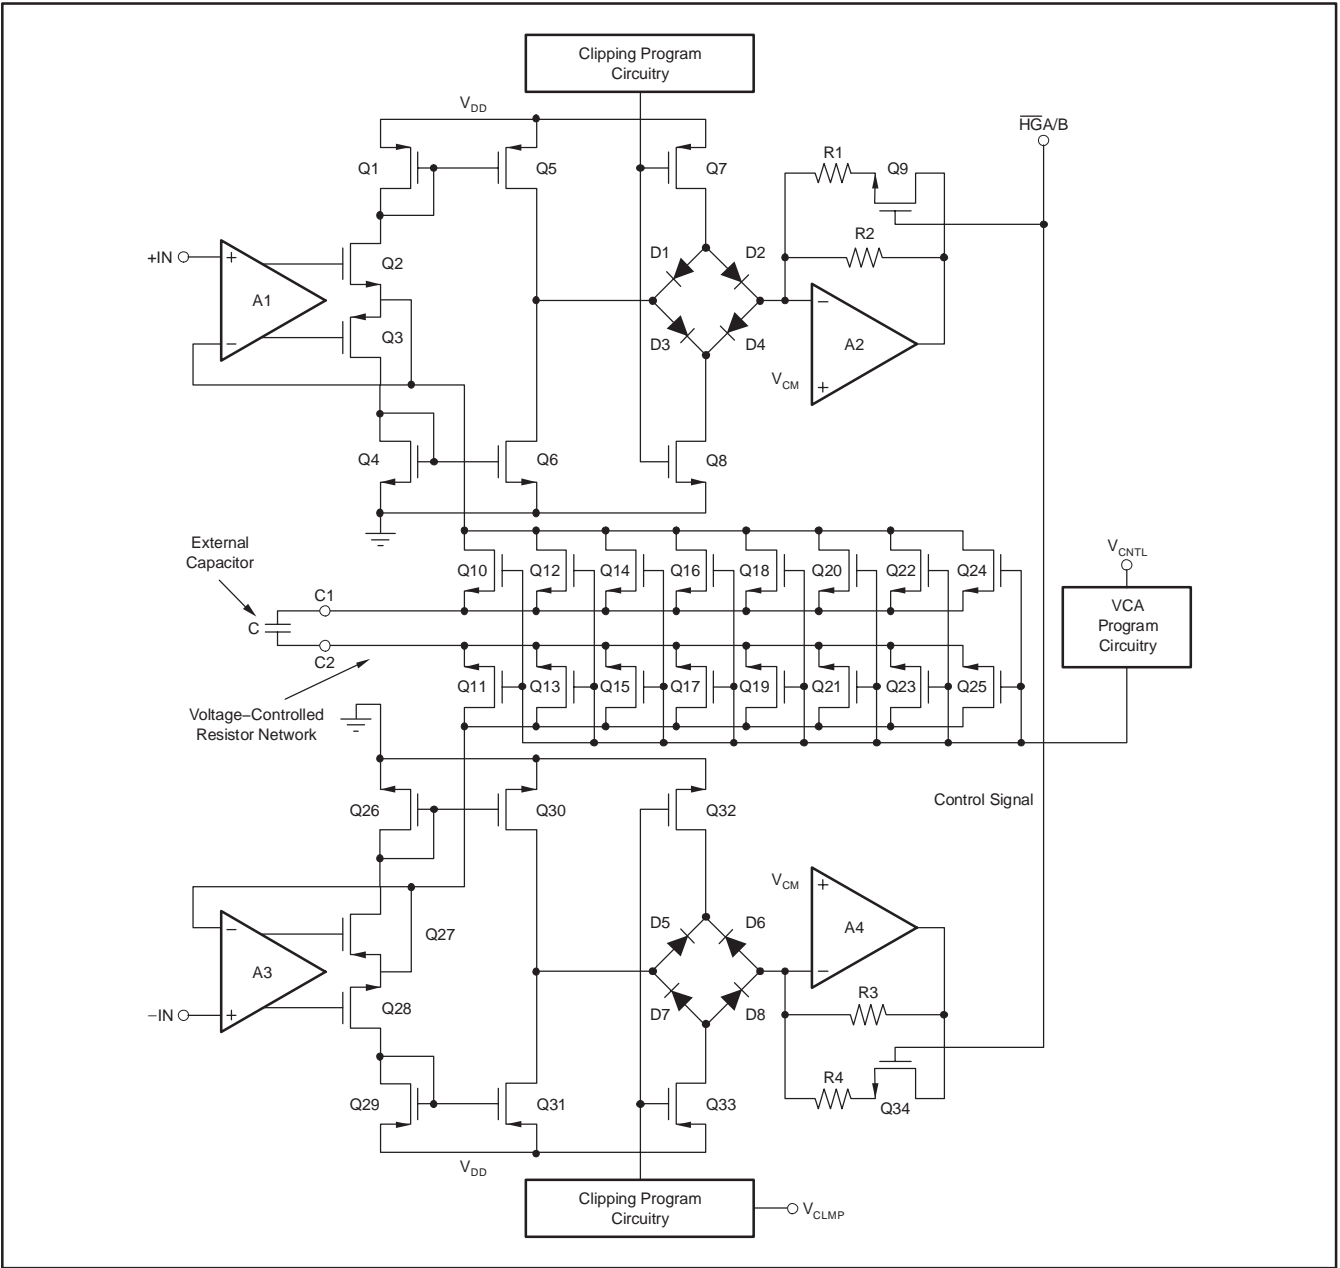 Clipping Program
Circuitry
VDD
HGA/B
Q1
Q5
Q7
R1
Q9
R2
+IN
+
A1
−
Q2
Q3
D1
D2
D3
D4
−
A2
VCM
+
Q4
Q6
Q8
External
Capacitor
C1
C
C2
Q10
Q12
Q14
Q16
Q18
Q20
Q22
Q24
VCNTL
VCA
Program
Circuitry
Q11
Q13
Q15
Q17
Q19
Q21
Q23
Q25
Voltage−Controlled
Resistor Network
Q26
Q30
Q32
Control Signal
VCM
+
A4
−
−
A3
+
−IN
Q27
Q28
D5
D6
D7
D8
R3
R4
Q34
Q29
Q31
Q33
VDD
Clipping Program
Circuitry
VCLMP